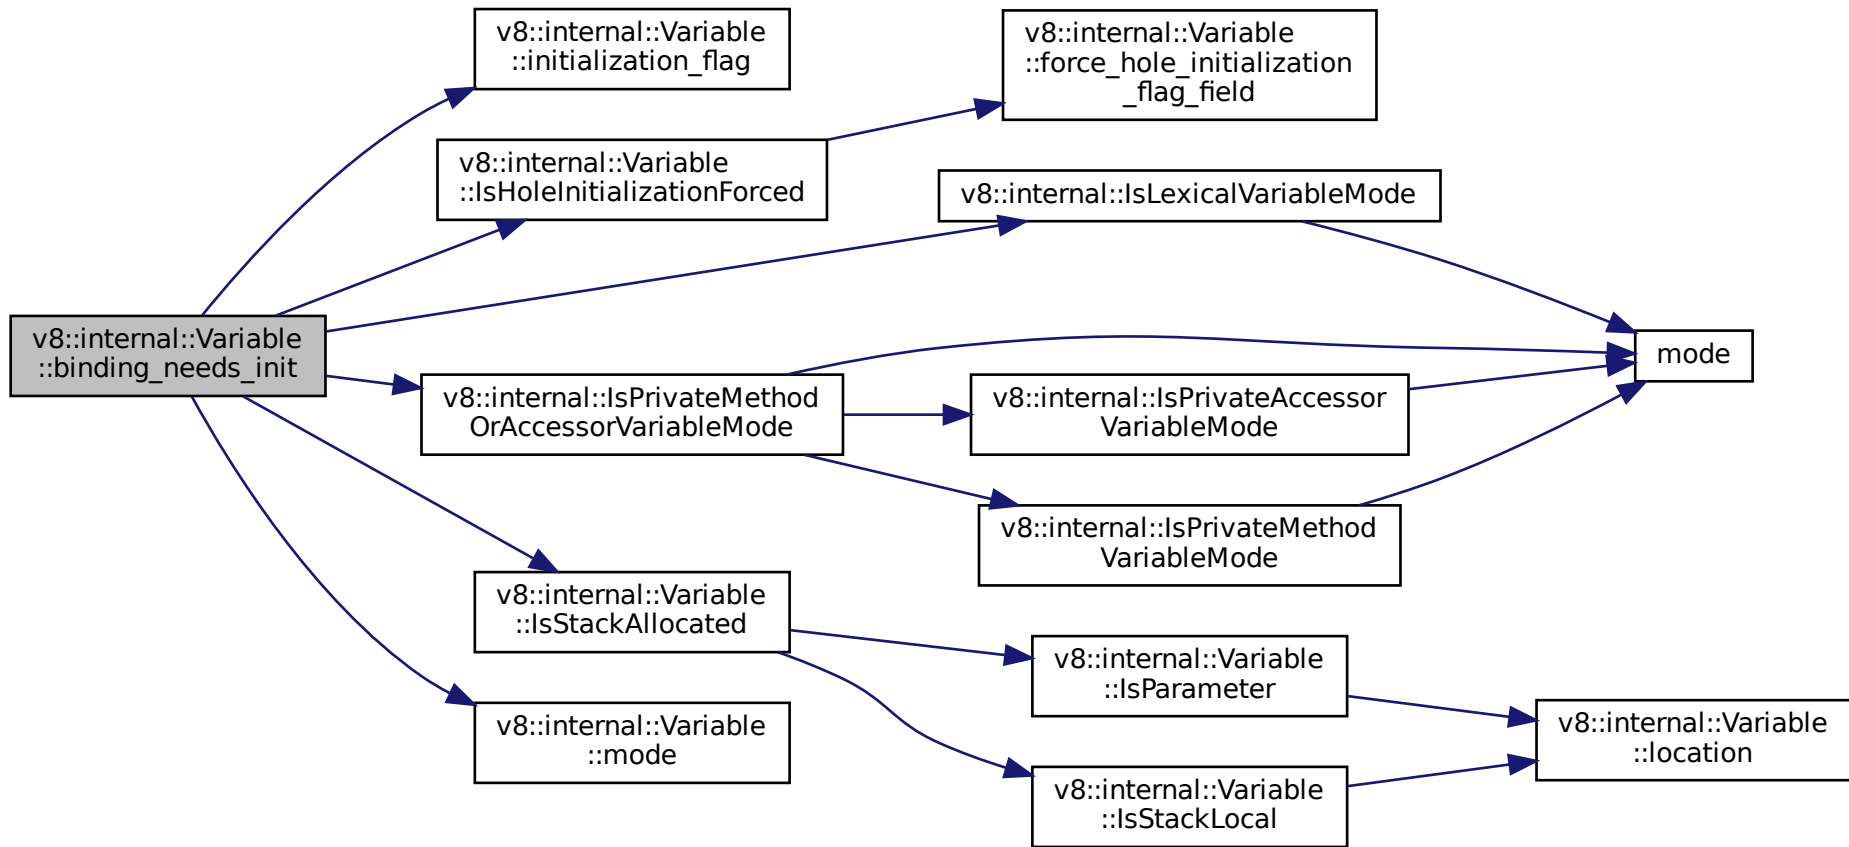 v8::internal::Variable
::binding_needs_init
v8::internal::Variable
::initialization_flag
v8::internal::Variable
::IsHoleInitializationForced
v8::internal::Variable
::force_hole_initialization
_flag_field
v8::internal::IsLexicalVariableMode
mode
v8::internal::IsPrivateMethod
OrAccessorVariableMode
v8::internal::IsPrivateAccessor
VariableMode
v8::internal::IsPrivateMethod
VariableMode
v8::internal::Variable
::IsStackAllocated
v8::internal::Variable
::IsParameter
v8::internal::Variable
::location
v8::internal::Variable
::IsStackLocal
v8::internal::Variable
::mode